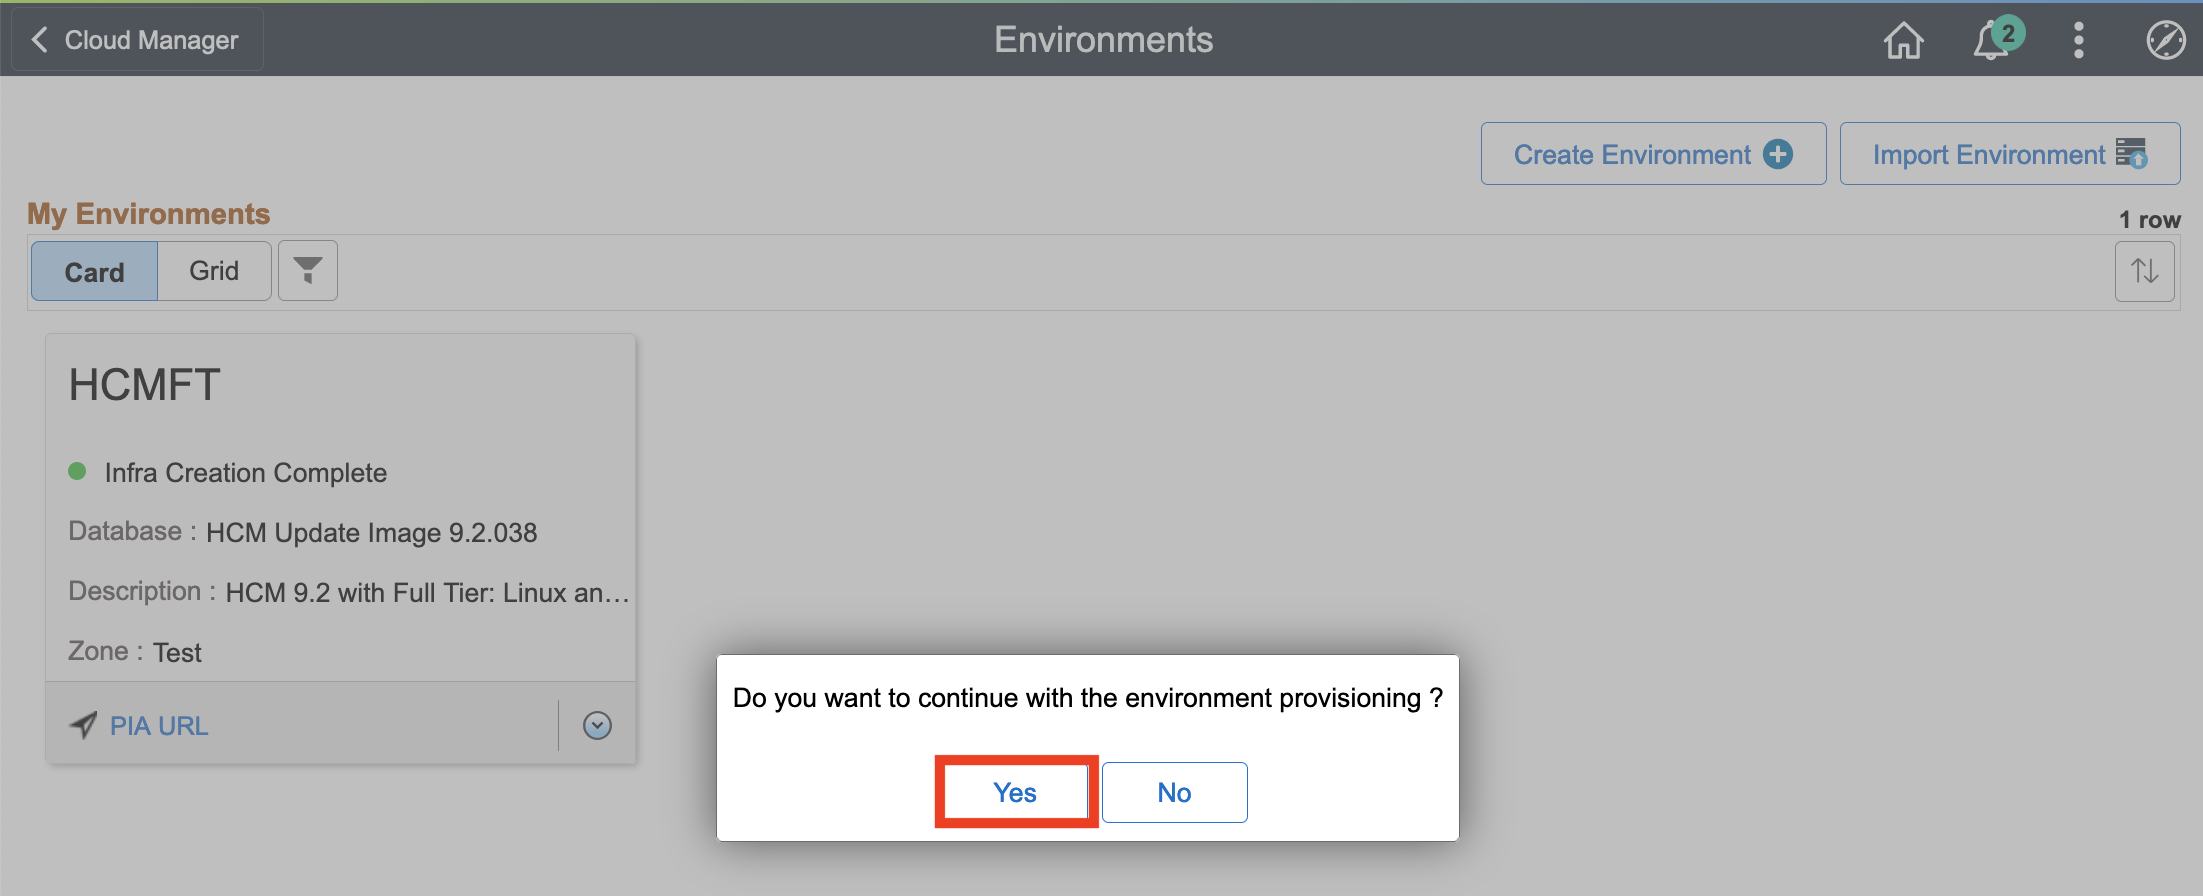 Cloud Manager
Environments
2
Create Environment
Import Environment
My Environments
1 row
Card
Grid
HCMFT
Infra Creation Complete
Database : HCM Update Image 9.2.038
Description : HCM 9.2 with Full Tier: Linux an...
Zone : Test
PIA URL
Do you want to continue with the environment provisioning ?
Yes
No